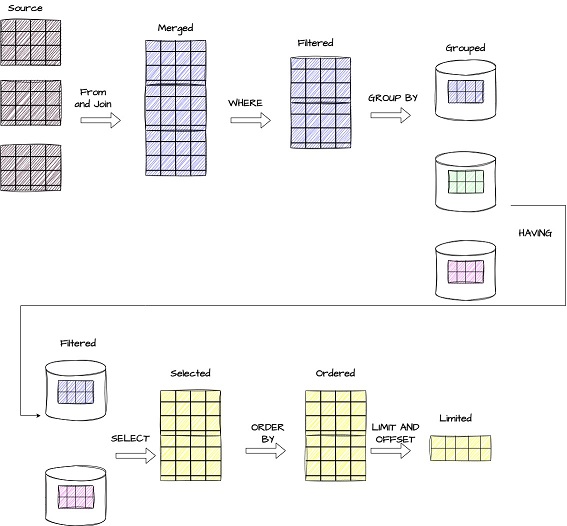 Source
Merged
Filtered
Grouped
From
and Join
WHERE
GROUP BY
HAVING
Filtered
Selected
Ordered
Limited
SELECT
ORDER
BY
LIMIT AND
OFFSET